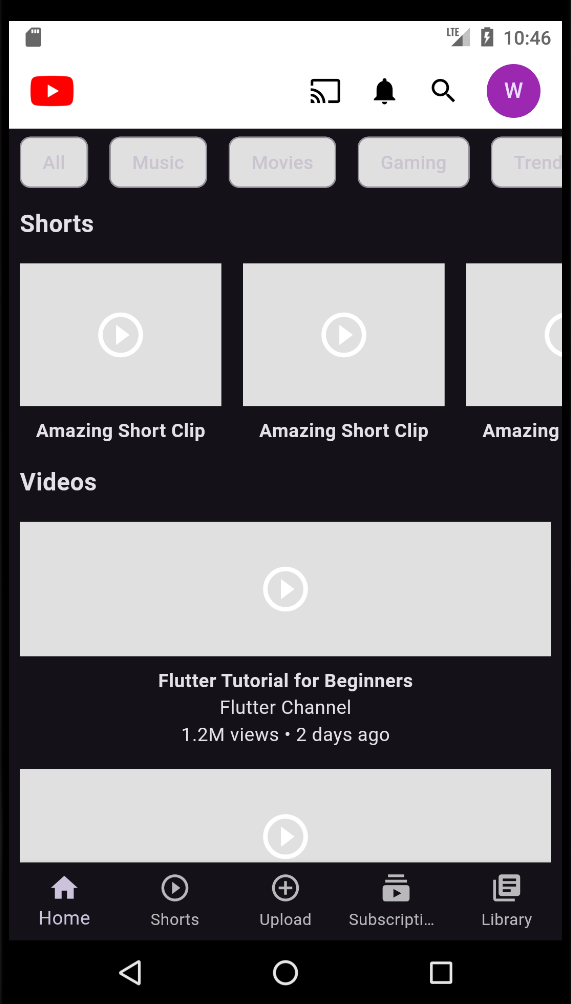 LTE 10:46
W
All Music Movies Gaming Trend
Shorts
Amazing Short Clip Amazing Short Clip Amazing
Videos
Flutter Tutorial for Beginners
Flutter Channel
1.2M views • 2 days ago
Home Shorts Upload Subscripti... Library